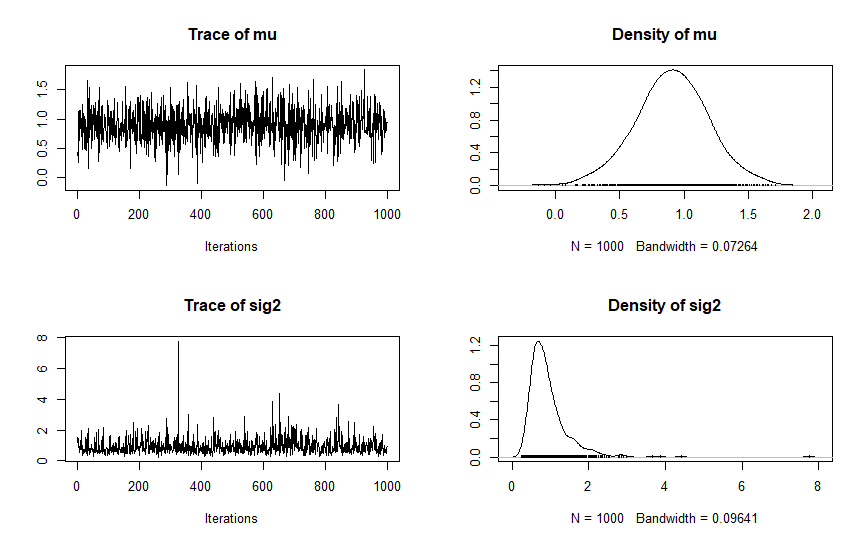 Trace of mu
0.0 0.5 1.0 1.5
0 200 400 600 800 1000
Iterations
Density of mu
0.0 0.4 0.8 1.2
0.0 0.5 1.0 1.5 2.0
N = 1000 Bandwidth = 0.07264
Trace of sig2
0 2 4 6 8
0 200 400 600 800 1000
Iterations
Density of sig2
0.0 0.4 0.8 1.2
0 2 4 6 8
N = 1000 Bandwidth = 0.09641